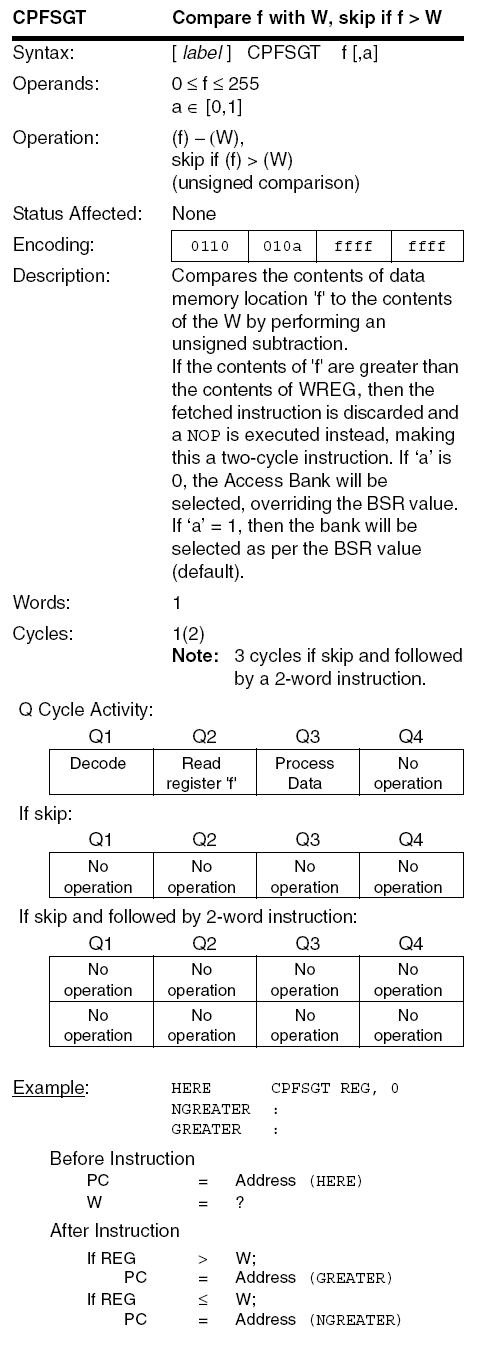 CPFSGT Compare f with W, skip if f > W
Syntax: [ label ] CPFSGT f [,a]
Operands: 0 ≤ f ≤ 255
a ∈ [0,1]
Operation: (f) – (W),
skip if (f) > (W)
(unsigned comparison)
Status Affected: None
Encoding: 0110 010a ffff ffff
Description: Compares the contents of data
memory location 'f' to the contents
of the W by performing an
unsigned subtraction.
If the contents of 'f' are greater than
the contents of WREG, then the
fetched instruction is discarded and
a NOP is executed instead, making
this a two-cycle instruction. If ‘a’ is
0, the Access Bank will be
selected, overriding the BSR value.
If ‘a’ = 1, then the bank will be
selected as per the BSR value
(default).
Words: 1
Cycles: 1(2)
Note: 3 cycles if skip and followed
by a 2-word instruction.
Q Cycle Activity:
Q1 Q2 Q3 Q4
Decode Read Process No
register 'f' Data operation
If skip:
Q1 Q2 Q3 Q4
No No No No
operation operation operation operation
If skip and followed by 2-word instruction:
Q1 Q2 Q3 Q4
No No No No
operation operation operation operation
No No No No
operation operation operation operation
Example: HERE CPFSGT REG, 0
NGREATER :
GREATER :
Before Instruction
PC = Address (HERE)
W = ?
After Instruction
If REG > W;
PC = Address (GREATER)
If REG ≤ W;
PC = Address (NGREATER)